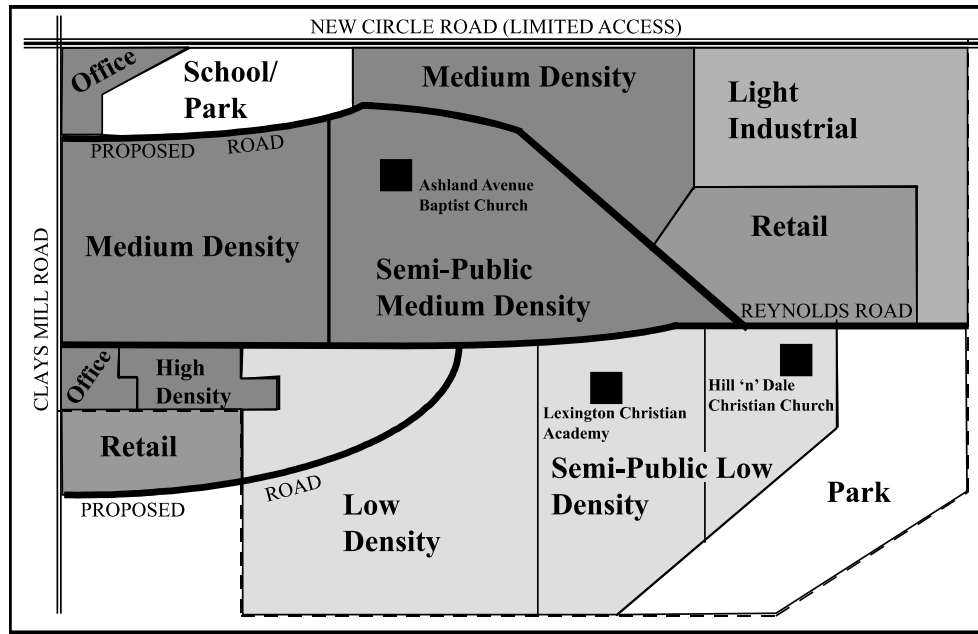 NEW CIRCLE ROAD (LIMITED ACCESS)
Office
School/
Park
Medium Density
Light
Industrial
PROPOSED ROAD
Ashland Avenue
Baptist Church
Medium Density
Semi-Public
Medium Density
Retail
REYNOLDS ROAD
CLAYS MILL ROAD
Office
High
Density
Lexington Christian
Academy
Hill ‘n’ Dale
Christian Church
Retail
Semi-Public Low
Density
Park
PROPOSED ROAD
Low
Density